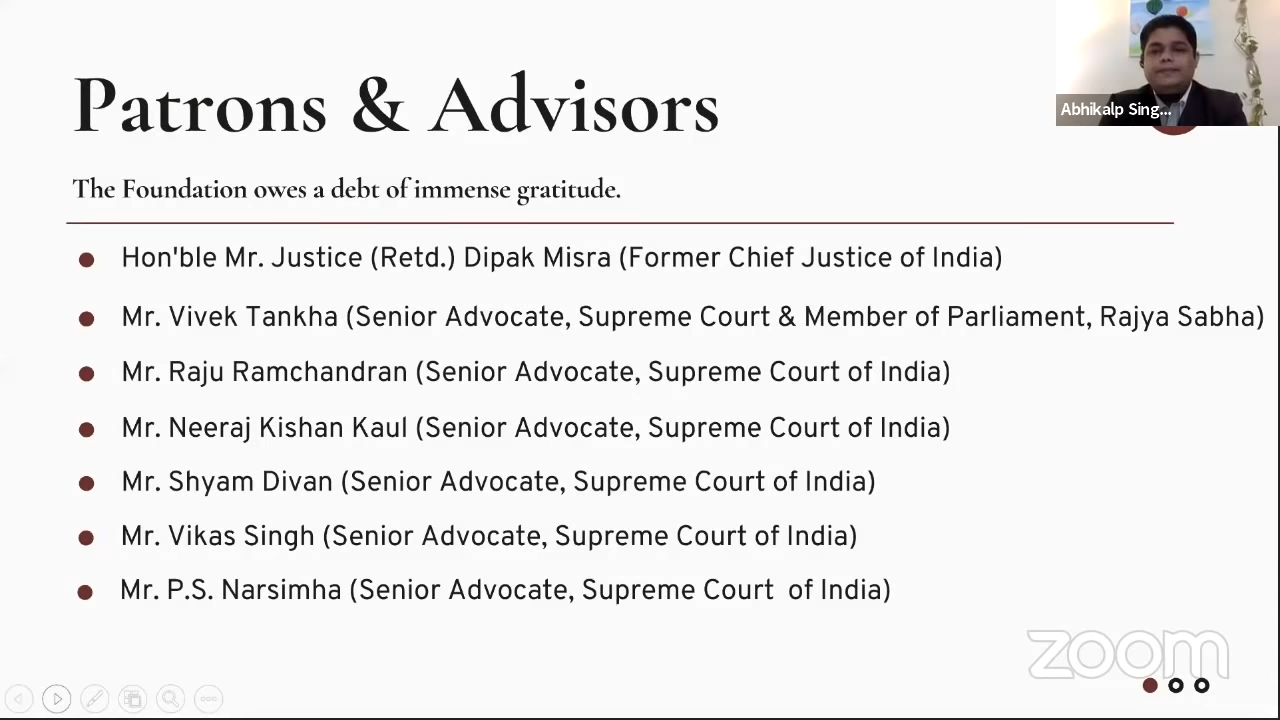 Patrons & Advisors
Abhikalp Sing...
The Foundation owes a debt of immense gratitude.
Hon'ble Mr. Justice (Retd.) Dipak Misra (Former Chief Justice of India)
Mr. Vivek Tankha (Senior Advocate, Supreme Court & Member of Parliament, Rajya Sabha)
Mr. Raju Ramchandran (Senior Advocate, Supreme Court of India)
Mr. Neeraj Kishan Kaul (Senior Advocate, Supreme Court of India)
Mr. Shyam Divan (Senior Advocate, Supreme Court of India)
Mr. Vikas Singh (Senior Advocate, Supreme Court of India)
Mr. P.S. Narsimha (Senior Advocate, Supreme Court  of India)
zoom